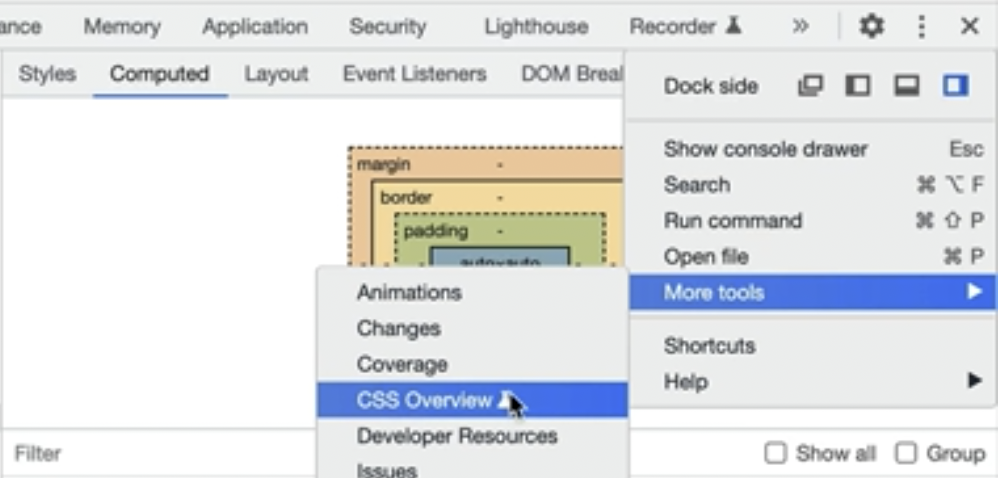 ance Memory Application Security Lighthouse Recorder »
Styles Computed Layout Event Listeners DOM Breal
Dock side
margin -
border -
padding -
auto×auto
Show console drawer Esc
Search ⌘ ⌥ F
Run command ⌘ ⇧ P
Open file ⌘ P
More tools ▶
Shortcuts
Help ▶
Animations
Changes
Coverage
CSS Overview
Developer Resources
Issues
Filter Show all Group